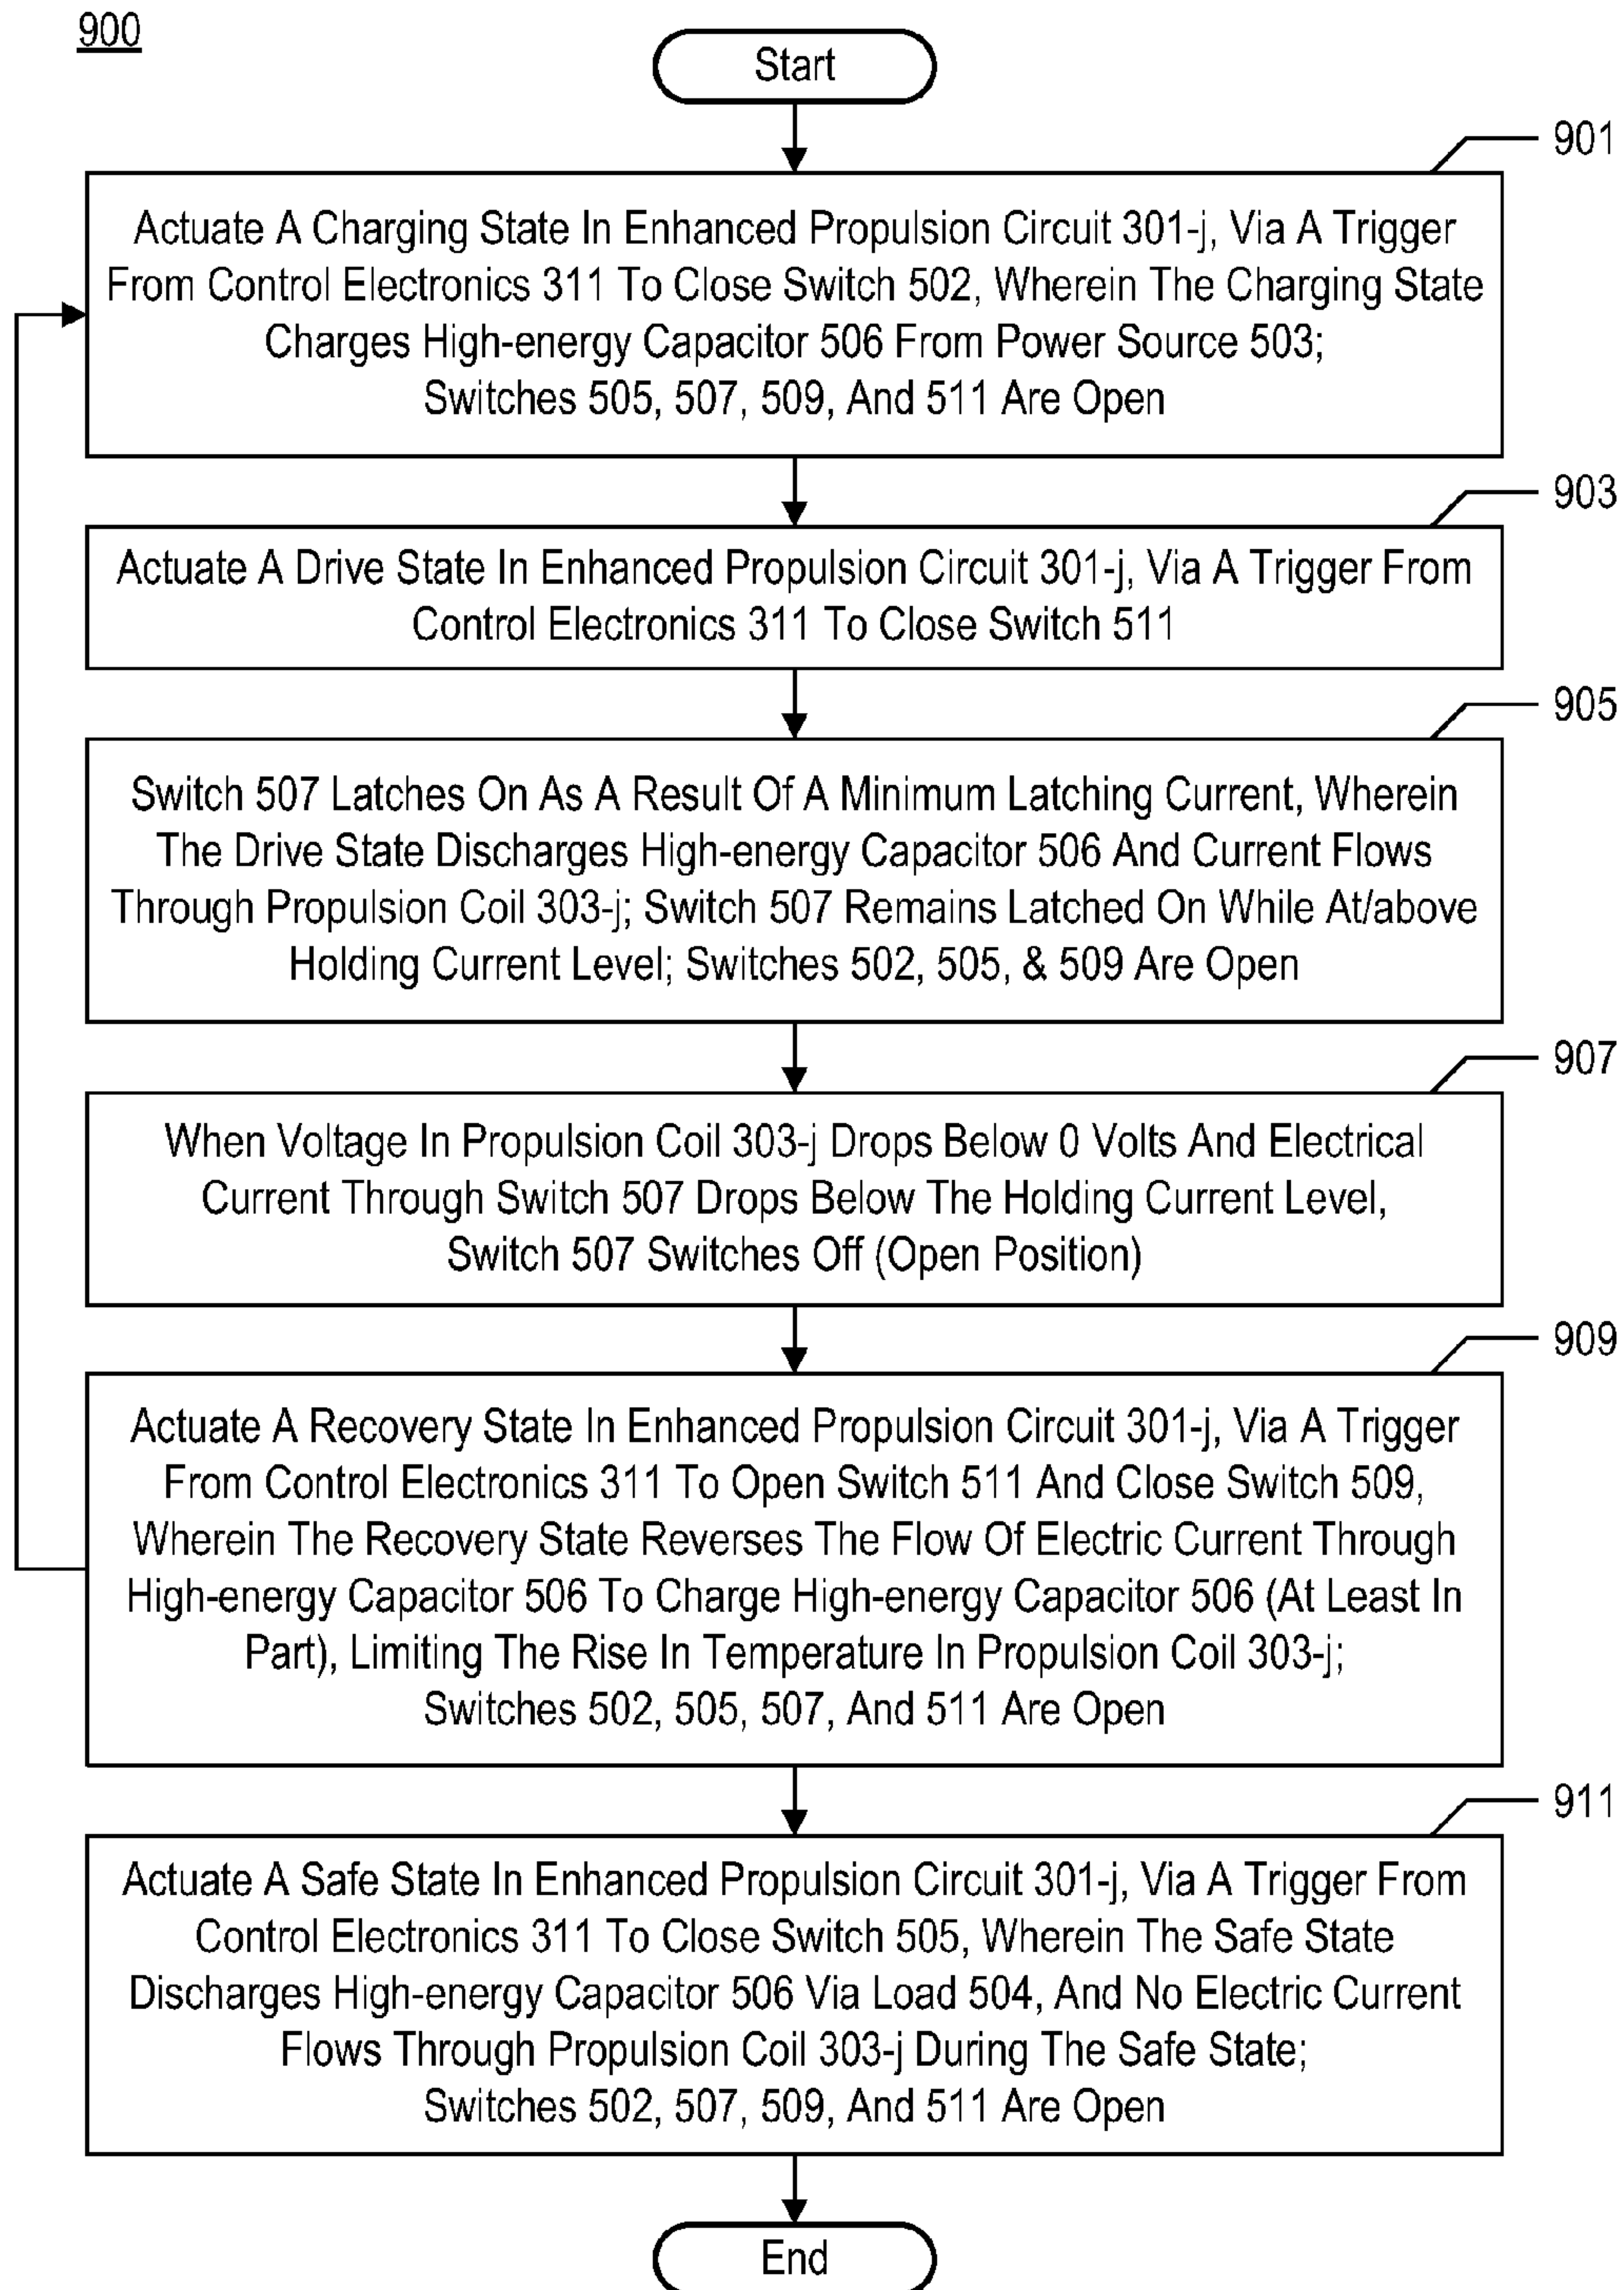 900
Start
901
Actuate A Charging State In Enhanced Propulsion Circuit 301-j, Via A Trigger
From Control Electronics 311 To Close Switch 502, Wherein The Charging State
Charges High-energy Capacitor 506 From Power Source 503;
Switches 505, 507, 509, And 511 Are Open
903
Actuate A Drive State In Enhanced Propulsion Circuit 301-j, Via A Trigger From
Control Electronics 311 To Close Switch 511
905
Switch 507 Latches On As A Result Of A Minimum Latching Current, Wherein
The Drive State Discharges High-energy Capacitor 506 And Current Flows
Through Propulsion Coil 303-j; Switch 507 Remains Latched On While At/above
Holding Current Level; Switches 502, 505, & 509 Are Open
907
When Voltage In Propulsion Coil 303-j Drops Below 0 Volts And Electrical
Current Through Switch 507 Drops Below The Holding Current Level,
Switch 507 Switches Off (Open Position)
909
Actuate A Recovery State In Enhanced Propulsion Circuit 301-j, Via A Trigger
From Control Electronics 311 To Open Switch 511 And Close Switch 509,
Wherein The Recovery State Reverses The Flow Of Electric Current Through
High-energy Capacitor 506 To Charge High-energy Capacitor 506 (At Least In
Part), Limiting The Rise In Temperature In Propulsion Coil 303-j;
Switches 502, 505, 507, And 511 Are Open
911
Actuate A Safe State In Enhanced Propulsion Circuit 301-j, Via A Trigger From
Control Electronics 311 To Close Switch 505, Wherein The Safe State
Discharges High-energy Capacitor 506 Via Load 504, And No Electric Current
Flows Through Propulsion Coil 303-j During The Safe State;
Switches 502, 507, 509, And 511 Are Open
End